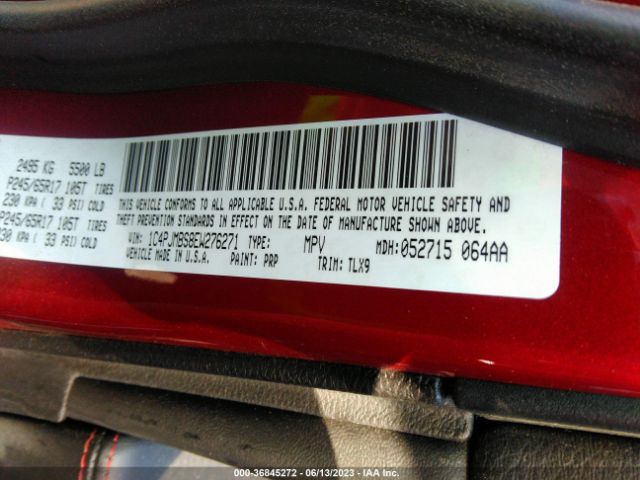 2495 KG 5500 LB
P245/65R17 105T TIRES
230 KPA ( 33 PSI) COLD
P245/65R17 105T TIRES
230 KPA ( 33 PSI) COLD
THIS VEHICLE CONFORMS TO ALL APPLICABLE U.S.A. FEDERAL MOTOR VEHICLE SAFETY AND
THEFT PREVENTION STANDARDS IN EFFECT ON THE DATE OF MANUFACTURE SHOWN ABOVE.
VIN: 1C4PJMBS8EW276271 TYPE: MPV MDH:052715 064AA
VEHICLE MADE IN U.S.A. PAINT: PRP TRIM: TLX9
000-36845272 - 06/13/2023 - IAA Inc.